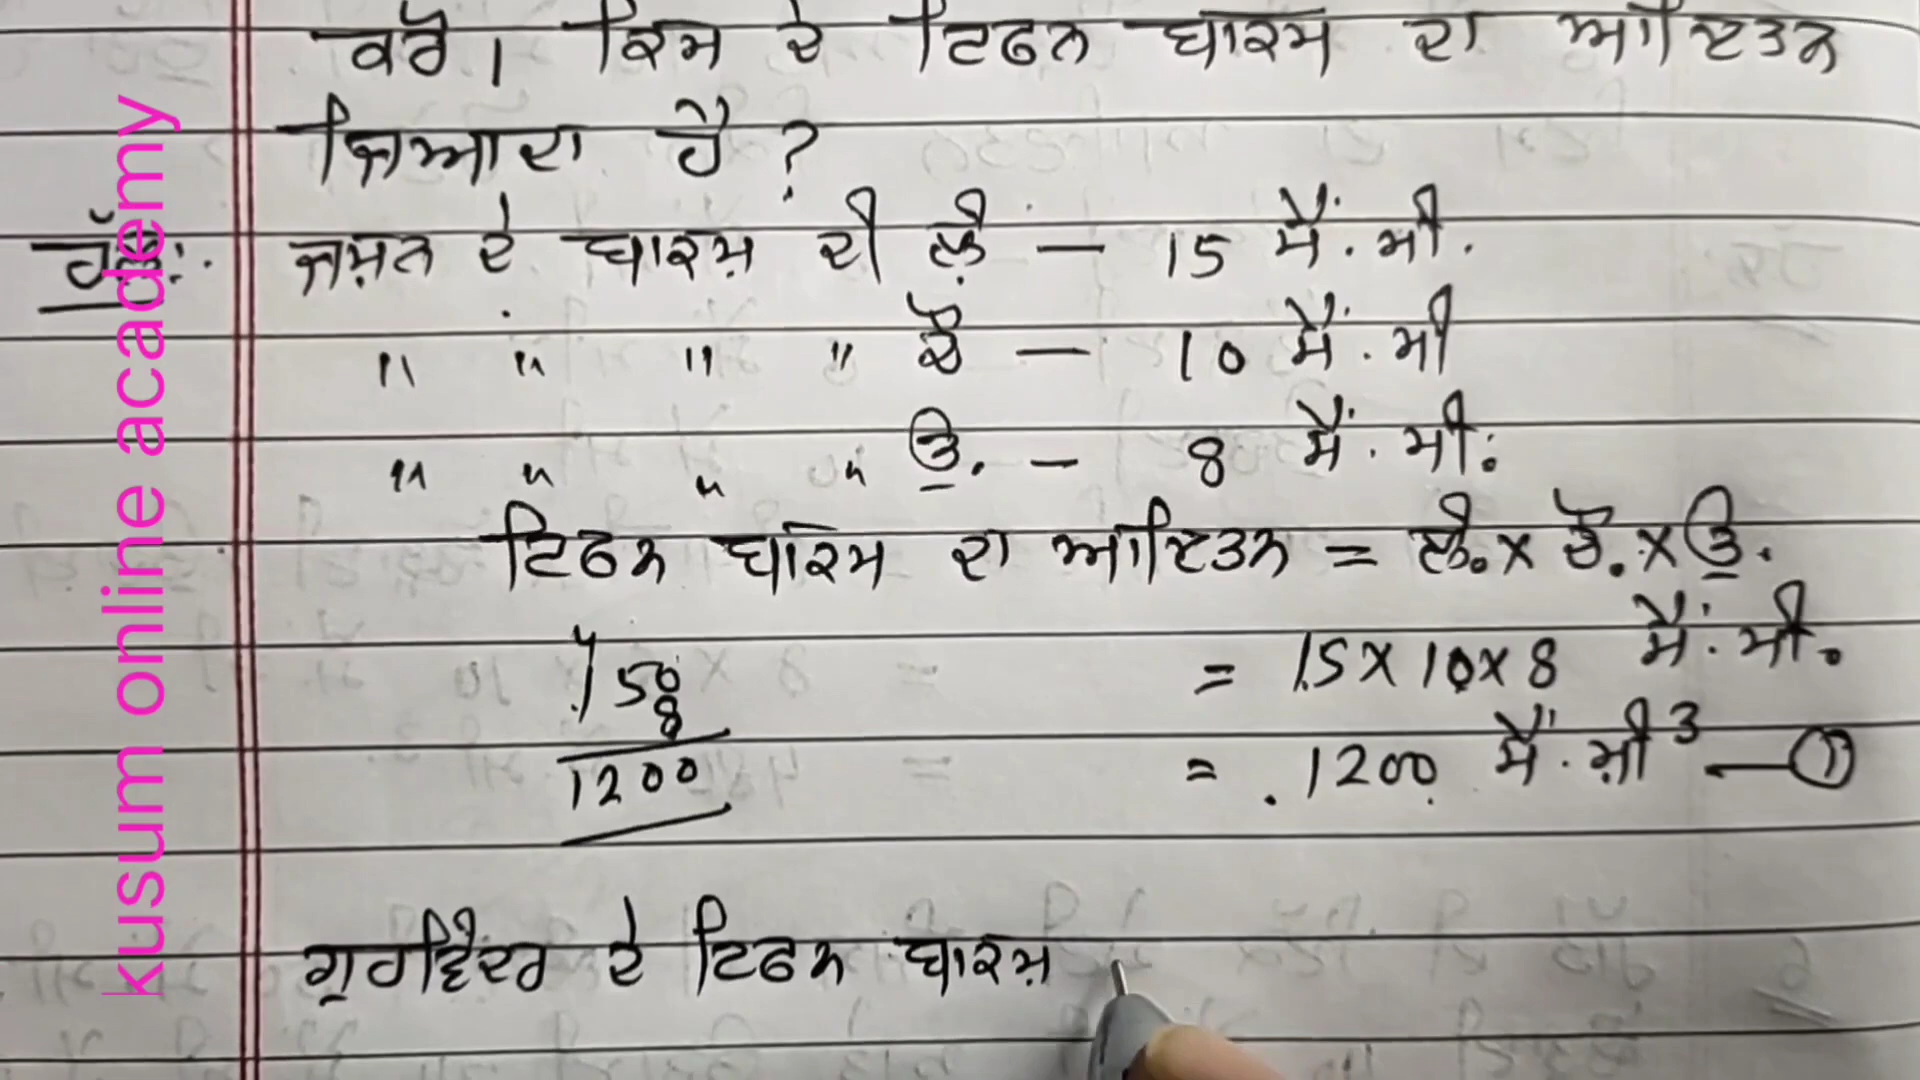 ਕਰੋ। ਕਿਸ ਦੇ ਟਿਫਨ ਬਾਕਸ ਦਾ ਆਇਤਨ
ਜ਼ਿਆਦਾ ਹੈ ?
ਹੱਲ:- ਜਸ਼ਨ ਦੇ ਬਾਕਸ਼ ਦੀ ਲੰ — 15 ਸੈਂ. ਮੀ.
" " " " ਚੌ — 10 ਸੈਂ. ਮੀ
" " " " ਉ. — 8 ਸੈਂ. ਮੀ.
ਟਿਫਨ ਬਾਕਸ ਦਾ ਆਇਤਨ = ਲੰ. x ਚੌ. x ਉ.
= 15 x 10 x 8 ਸੈਂ. ਮੀ.
= 1200 ਸੈਂ. ਮੀ³ — ①
4
150
8
1200
ਗੁਰਵਿੰਦਰ ਦੇ ਟਿਫਨ ਬਾਕਸ਼
kusum online academy